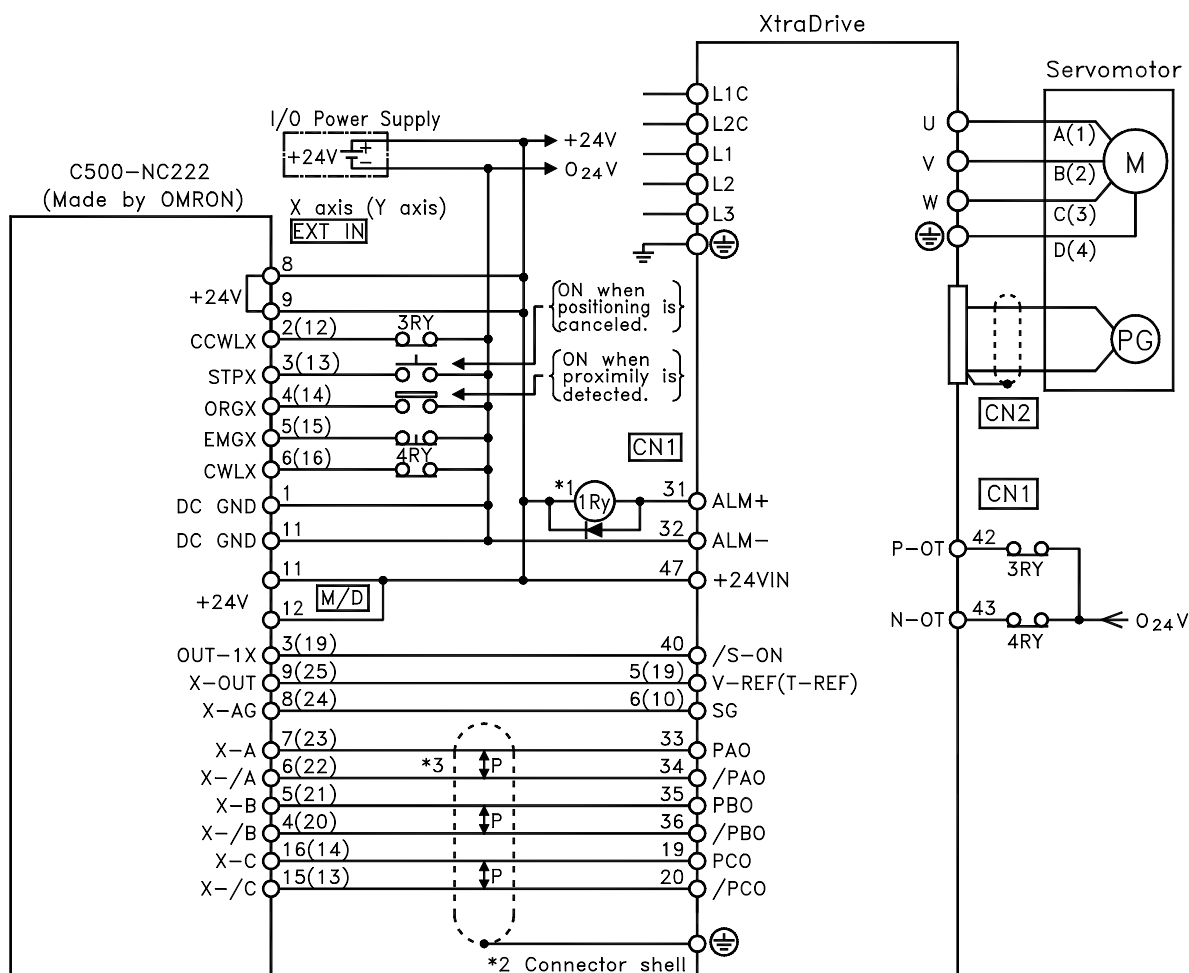 XtraDrive
Servomotor
I/O Power Supply
+24V
+
−
+24V
O24V
C500-NC222
(Made by OMRON)
X axis (Y axis)
EXT IN
L1C
L2C
L1
L2
L3
U
V
W
A(1)
B(2)
C(3)
D(4)
M
PG
CN2
8
+24V
9
CCWLX 2(12) 3RY
STPX 3(13)
ORGX 4(14)
EMGX 5(15)
CWLX 6(16) 4RY
DC GND 1
DC GND 11
ON when
positioning is
canceled.
ON when
proximily is
detected.
CN1
*1 1Ry 31 ALM+
32 ALM-
11 47 +24VIN
+24V
12
M/D
CN1
P-OT 42 3RY
N-OT 43 4RY
O24V
OUT-1X 3(19) 40 /S-ON
X-OUT 9(25) 5(19) V-REF(T-REF)
X-AG 8(24) 6(10) SG
X-A 7(23) 33 PAO
*3 P
X-/A 6(22) 34 /PAO
X-B 5(21) 35 PBO
P
X-/B 4(20) 36 /PBO
X-C 16(14) 19 PCO
P
X-/C 15(13) 20 /PCO
*2 Connector shell